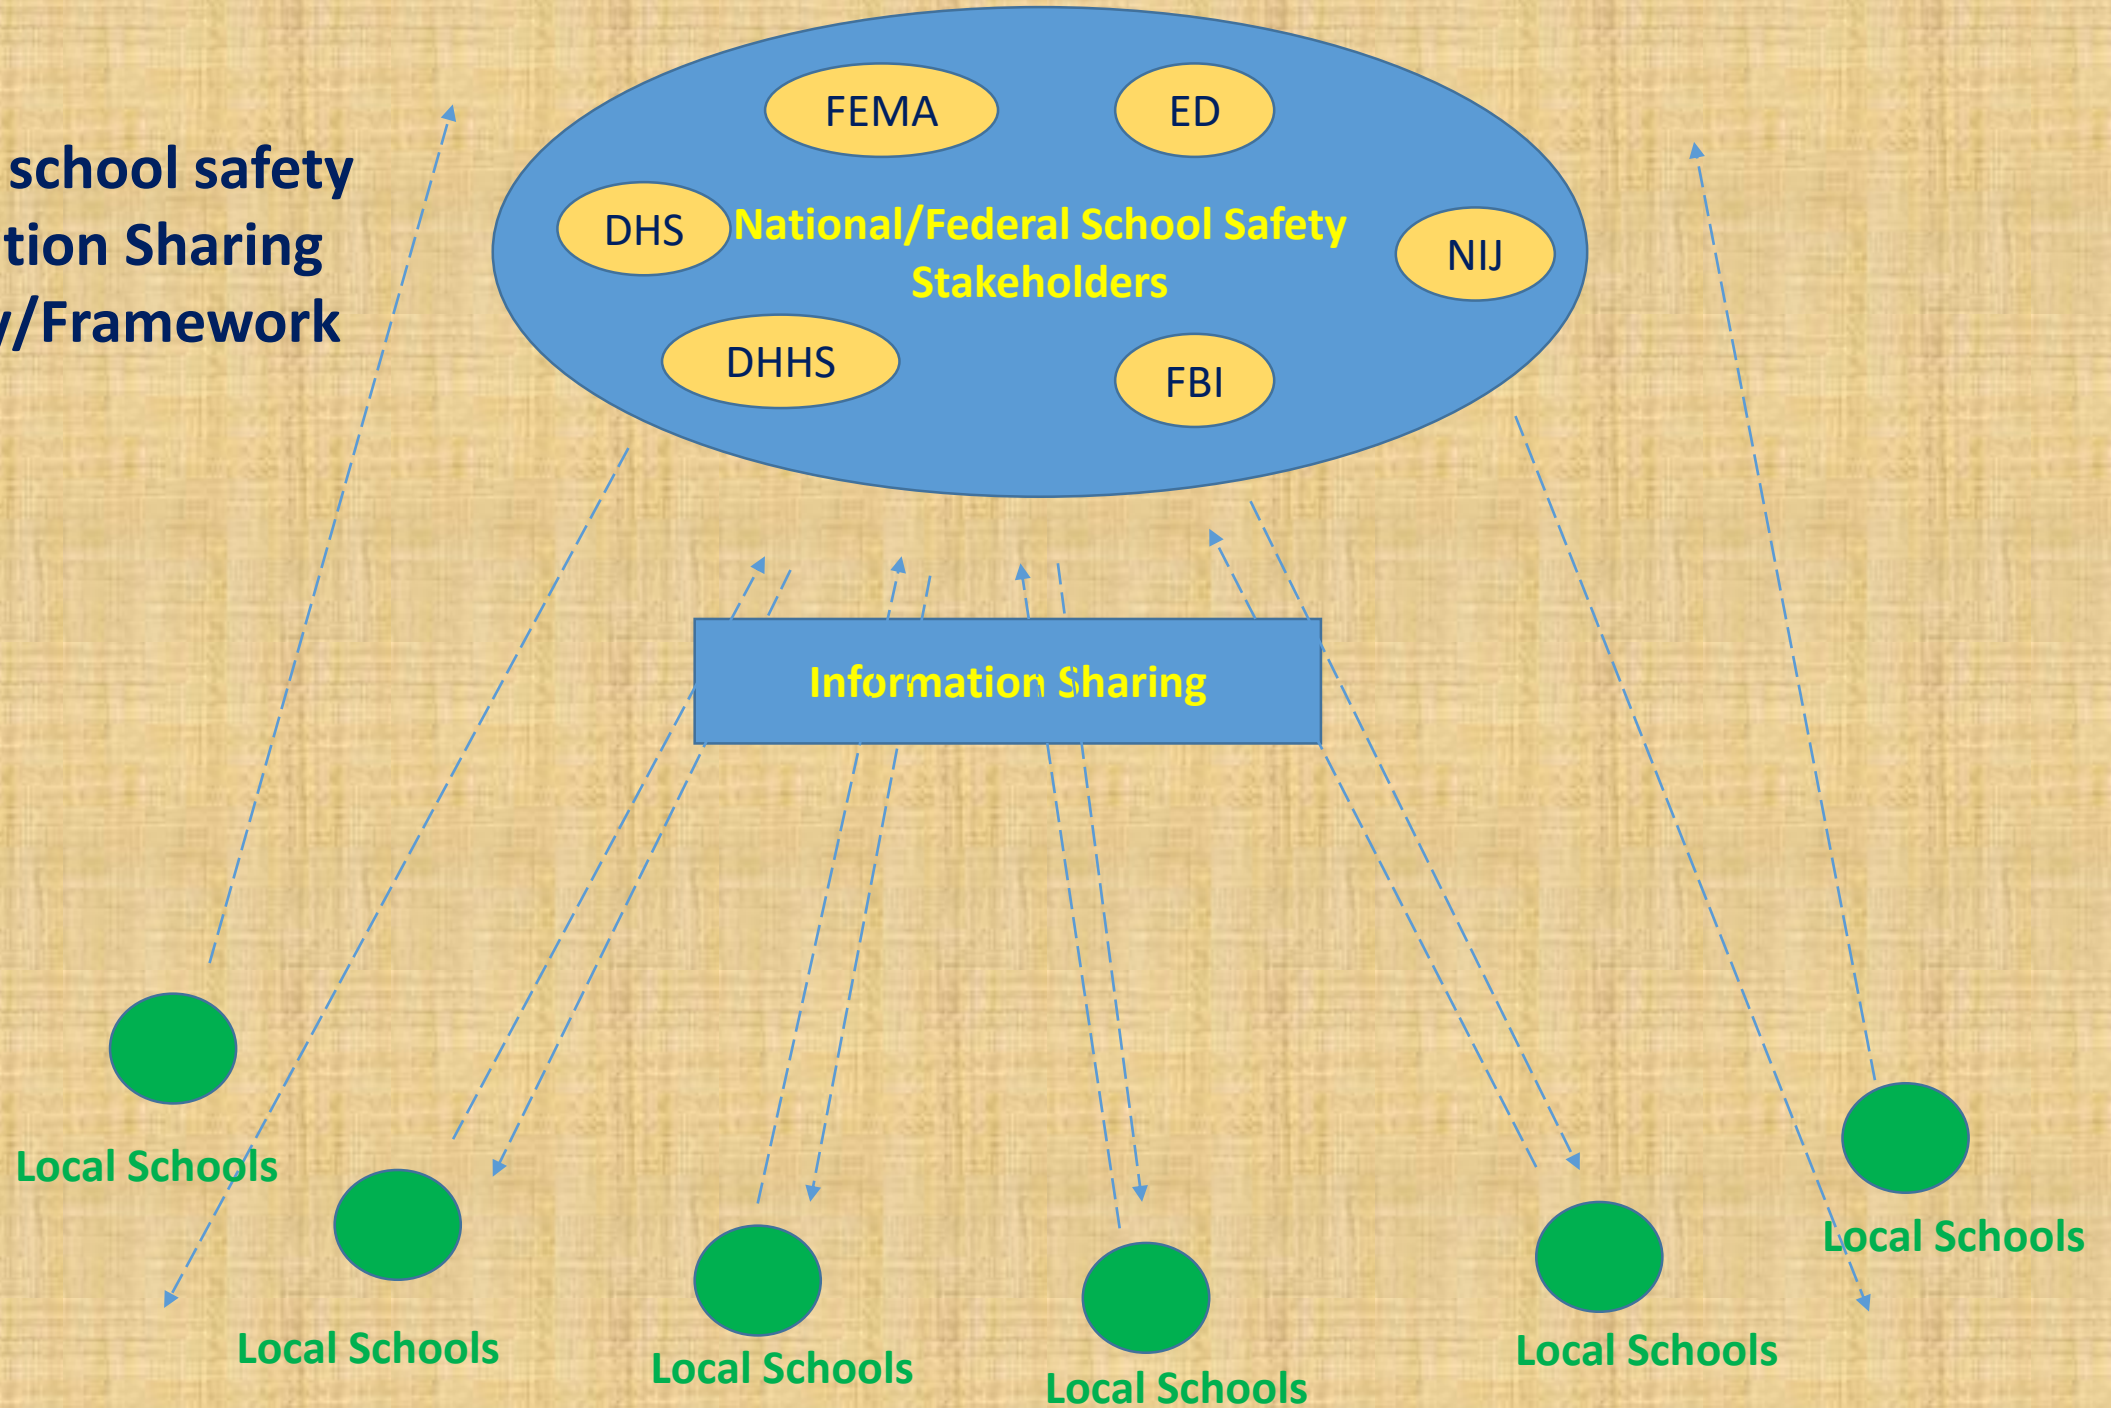 school safety
tion Sharing
y/Framework
FEMA
ED
DHS
National/Federal School Safety
Stakeholders
NIJ
DHHS
FBI
Information Sharing
Local Schools
Local Schools
Local Schools
Local Schools
Local Schools
Local Schools